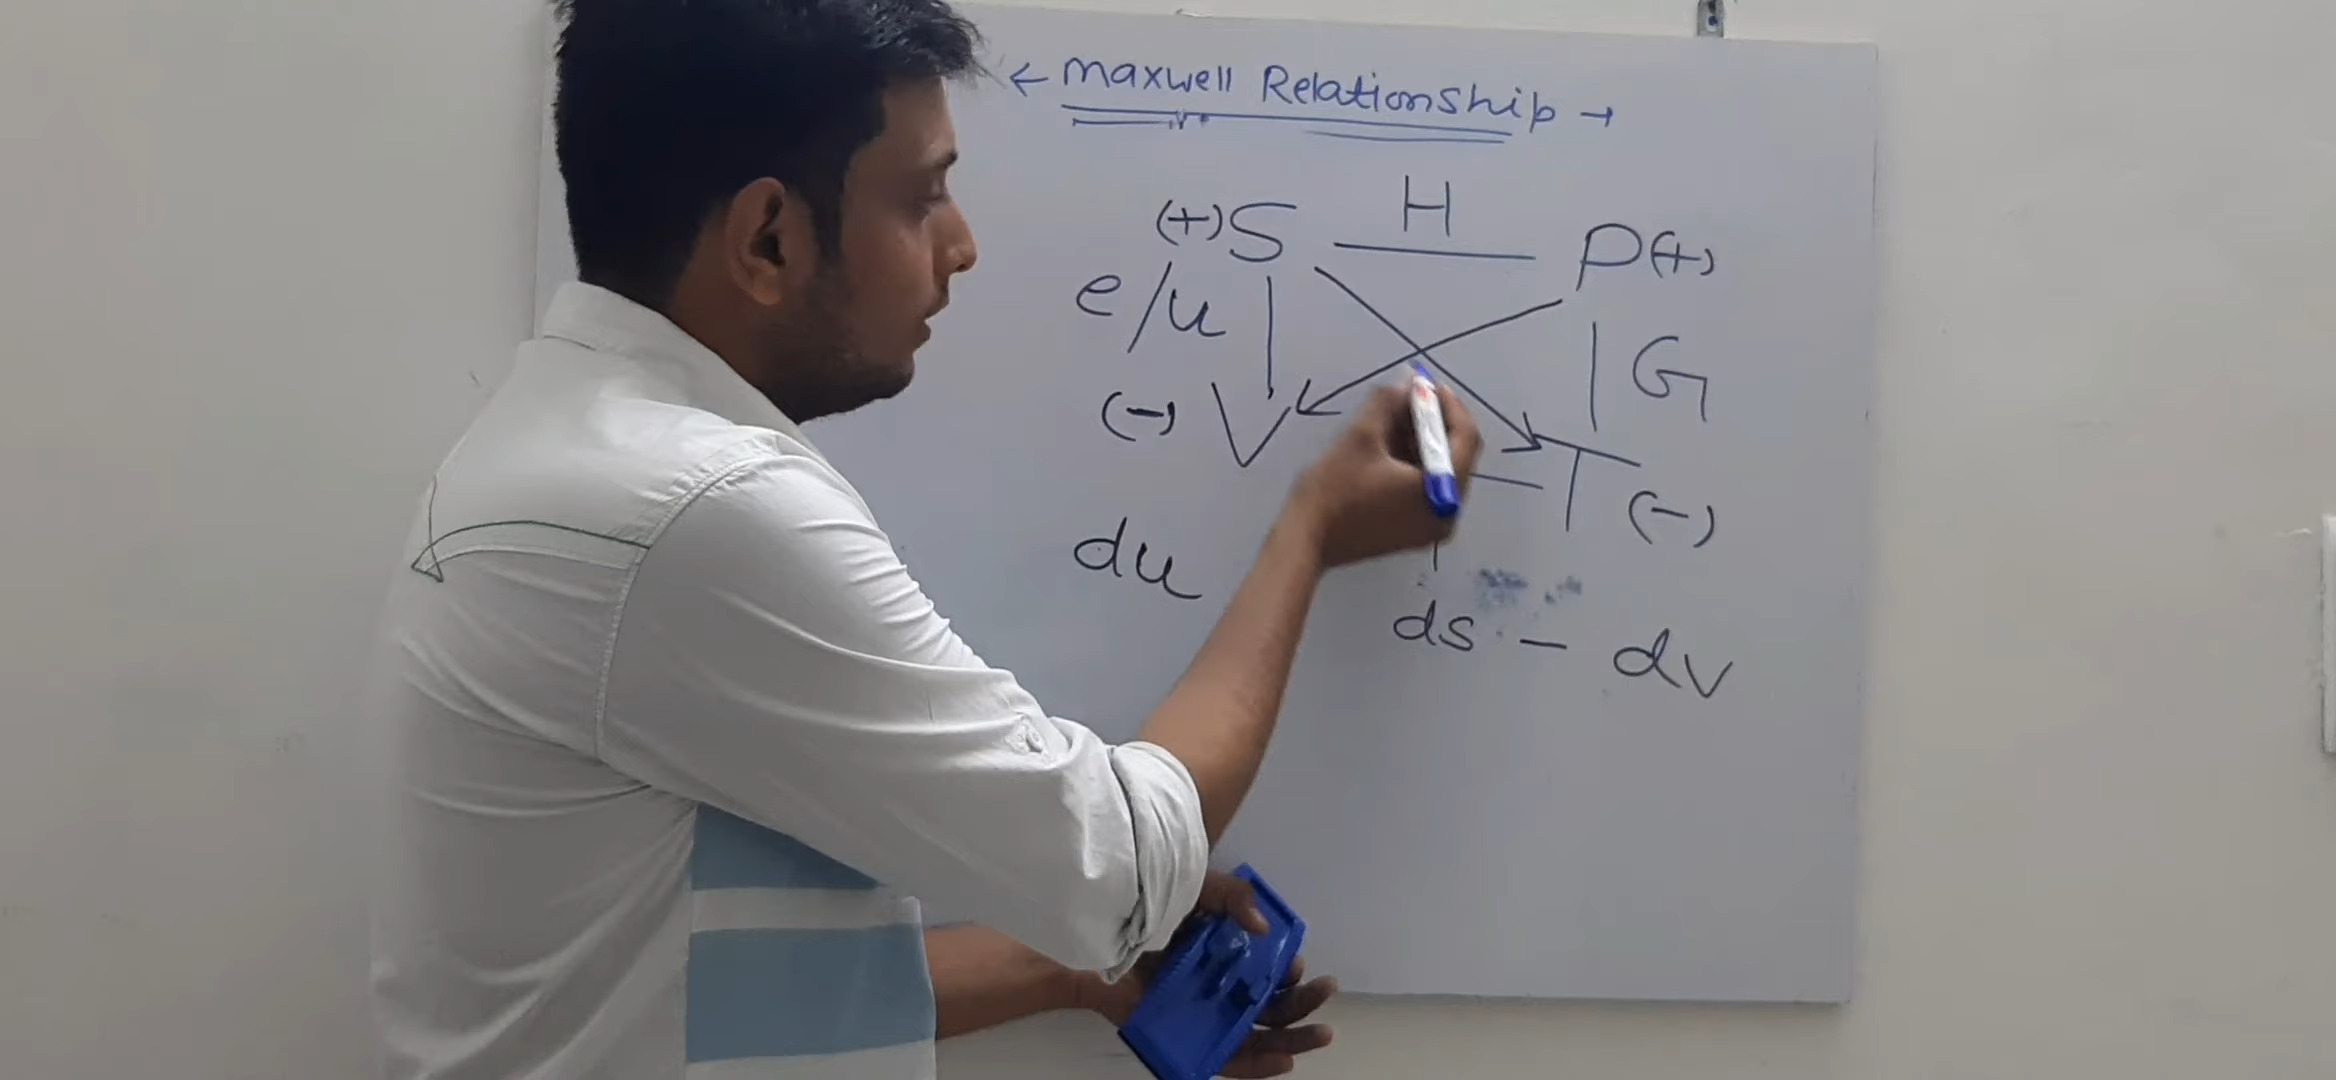 ← Maxwell Relationship →
H
(+) S P (+)
e/u G
(-) V T (-)
du
ds - dv